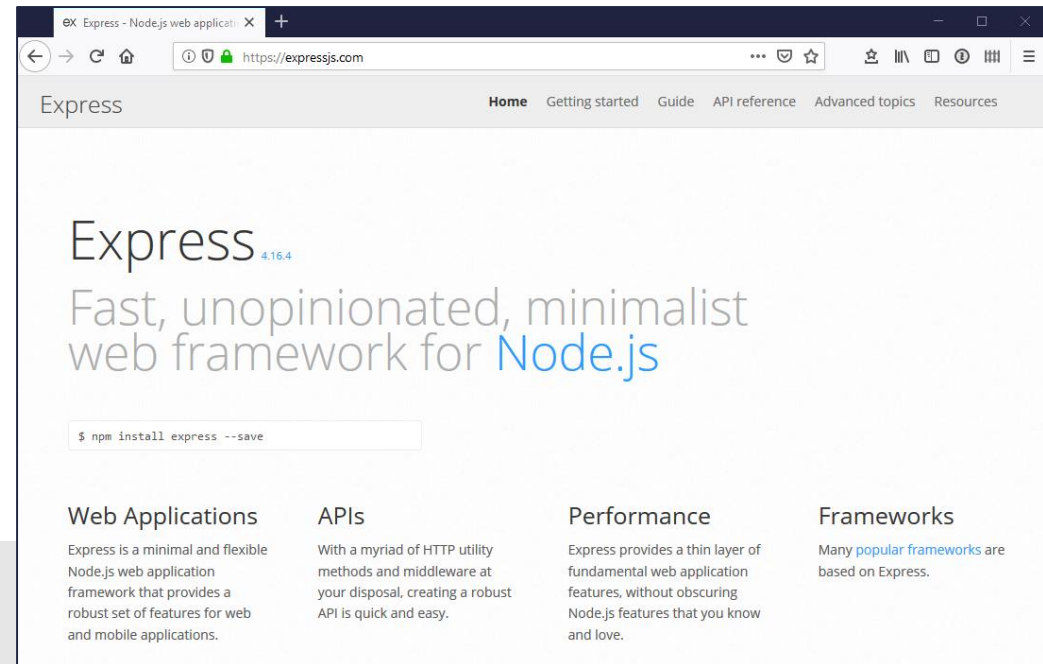 eX Express - Node.js web applicati
https://expressjs.com
Express
Home Getting started Guide API reference Advanced topics Resources
Express 4.16.4
Fast, unopinionated, minimalist
web framework for Node.js
$ npm install express --save
Web Applications
Express is a minimal and flexible
Node.js web application
framework that provides a
robust set of features for web
and mobile applications.
APIs
With a myriad of HTTP utility
methods and middleware at
your disposal, creating a robust
API is quick and easy.
Performance
Express provides a thin layer of
fundamental web application
features, without obscuring
Node.js features that you know
and love.
Frameworks
Many popular frameworks are
based on Express.